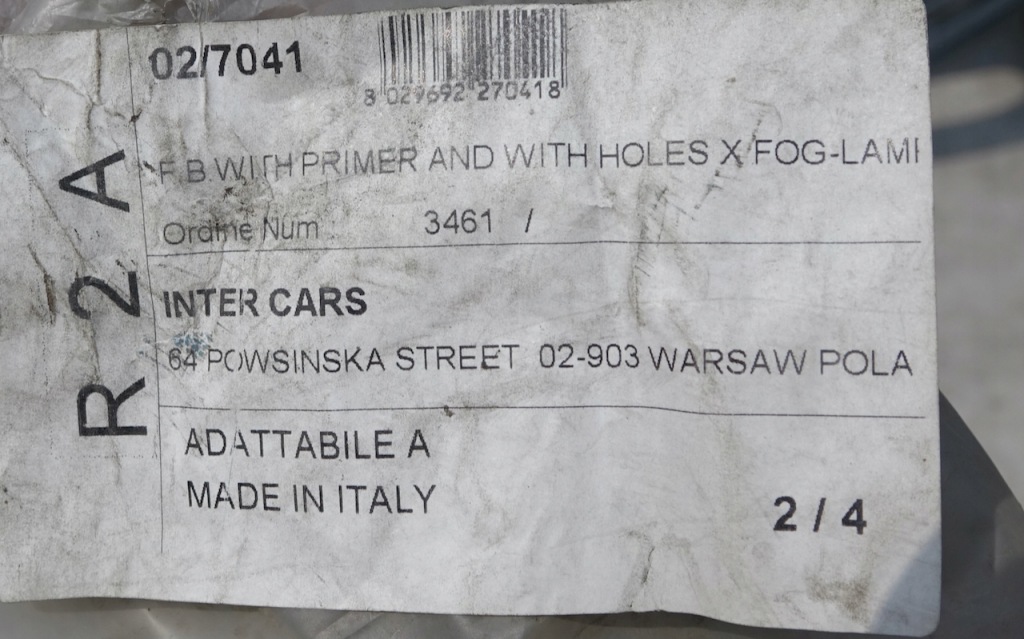 02/7041
8 029692 270418
F.B WITH PRIMER AND WITH HOLES X FOG-LAMI
Ordine Num : 3461 /
INTER CARS
64 POWSINSKA STREET 02-903 WARSAW POLA
ADATTABILE A
MADE IN ITALY
2 / 4
R 2 A